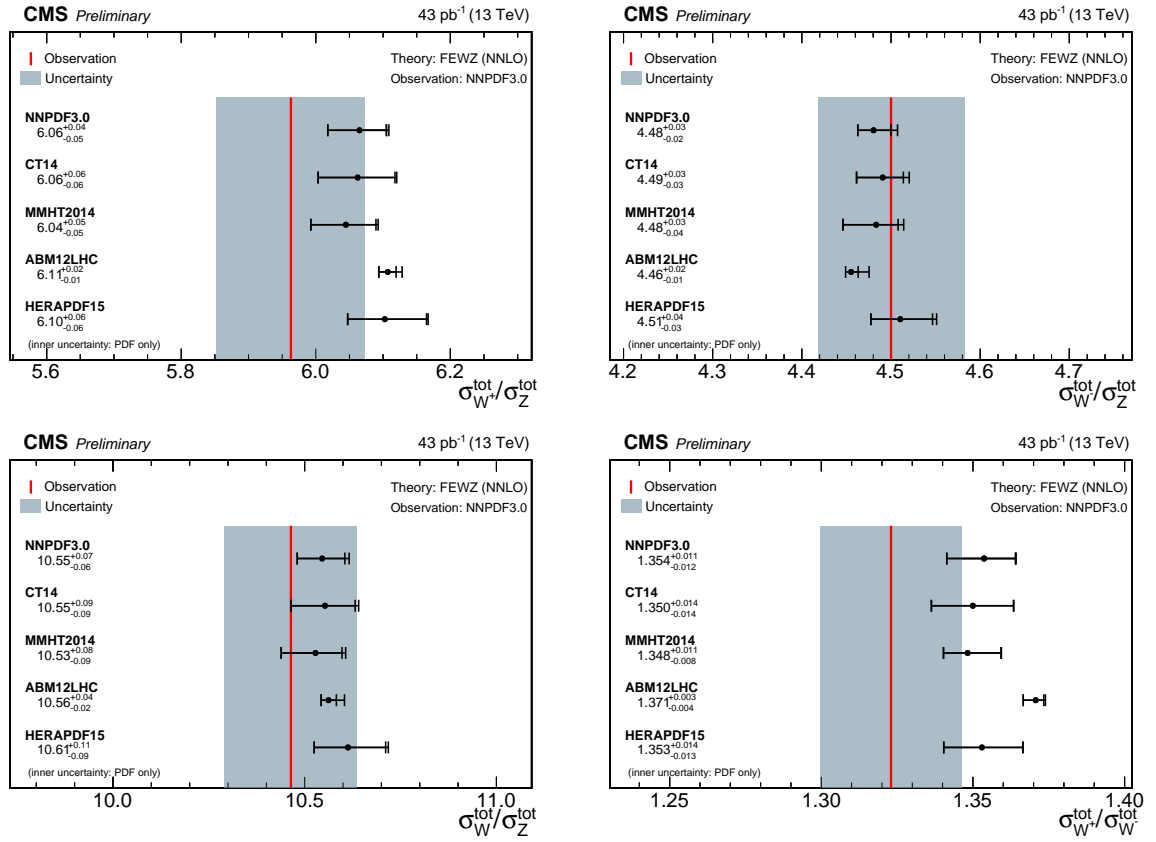 CMS Preliminary 43 pb-1 (13 TeV)
Observation Theory: FEWZ (NNLO)
Uncertainty Observation: NNPDF3.0
NNPDF3.0
6.06+0.04-0.05
CT14
6.06+0.06-0.06
MMHT2014
6.04+0.05-0.05
ABM12LHC
6.11+0.02-0.01
HERAPDF15
6.10+0.06-0.06
(inner uncertainty: PDF only)
5.6 5.8 6.0 6.2
σtotW+/σtotZ
CMS Preliminary 43 pb-1 (13 TeV)
Observation Theory: FEWZ (NNLO)
Uncertainty Observation: NNPDF3.0
NNPDF3.0
4.48+0.03-0.02
CT14
4.49+0.03-0.03
MMHT2014
4.48+0.03-0.04
ABM12LHC
4.46+0.02-0.01
HERAPDF15
4.51+0.04-0.03
(inner uncertainty: PDF only)
4.2 4.3 4.4 4.5 4.6 4.7
σtotW-/σtotZ
CMS Preliminary 43 pb-1 (13 TeV)
Observation Theory: FEWZ (NNLO)
Uncertainty Observation: NNPDF3.0
NNPDF3.0
10.55+0.07-0.06
CT14
10.55+0.09-0.09
MMHT2014
10.53+0.08-0.09
ABM12LHC
10.56+0.04-0.02
HERAPDF15
10.61+0.11-0.09
(inner uncertainty: PDF only)
10.0 10.5 11.0
σtotW/σtotZ
CMS Preliminary 43 pb-1 (13 TeV)
Observation Theory: FEWZ (NNLO)
Uncertainty Observation: NNPDF3.0
NNPDF3.0
1.354+0.011-0.012
CT14
1.350+0.014-0.014
MMHT2014
1.348+0.011-0.008
ABM12LHC
1.371+0.003-0.004
HERAPDF15
1.353+0.014-0.013
(inner uncertainty: PDF only)
1.25 1.30 1.35 1.40
σtotW+/σtotW-